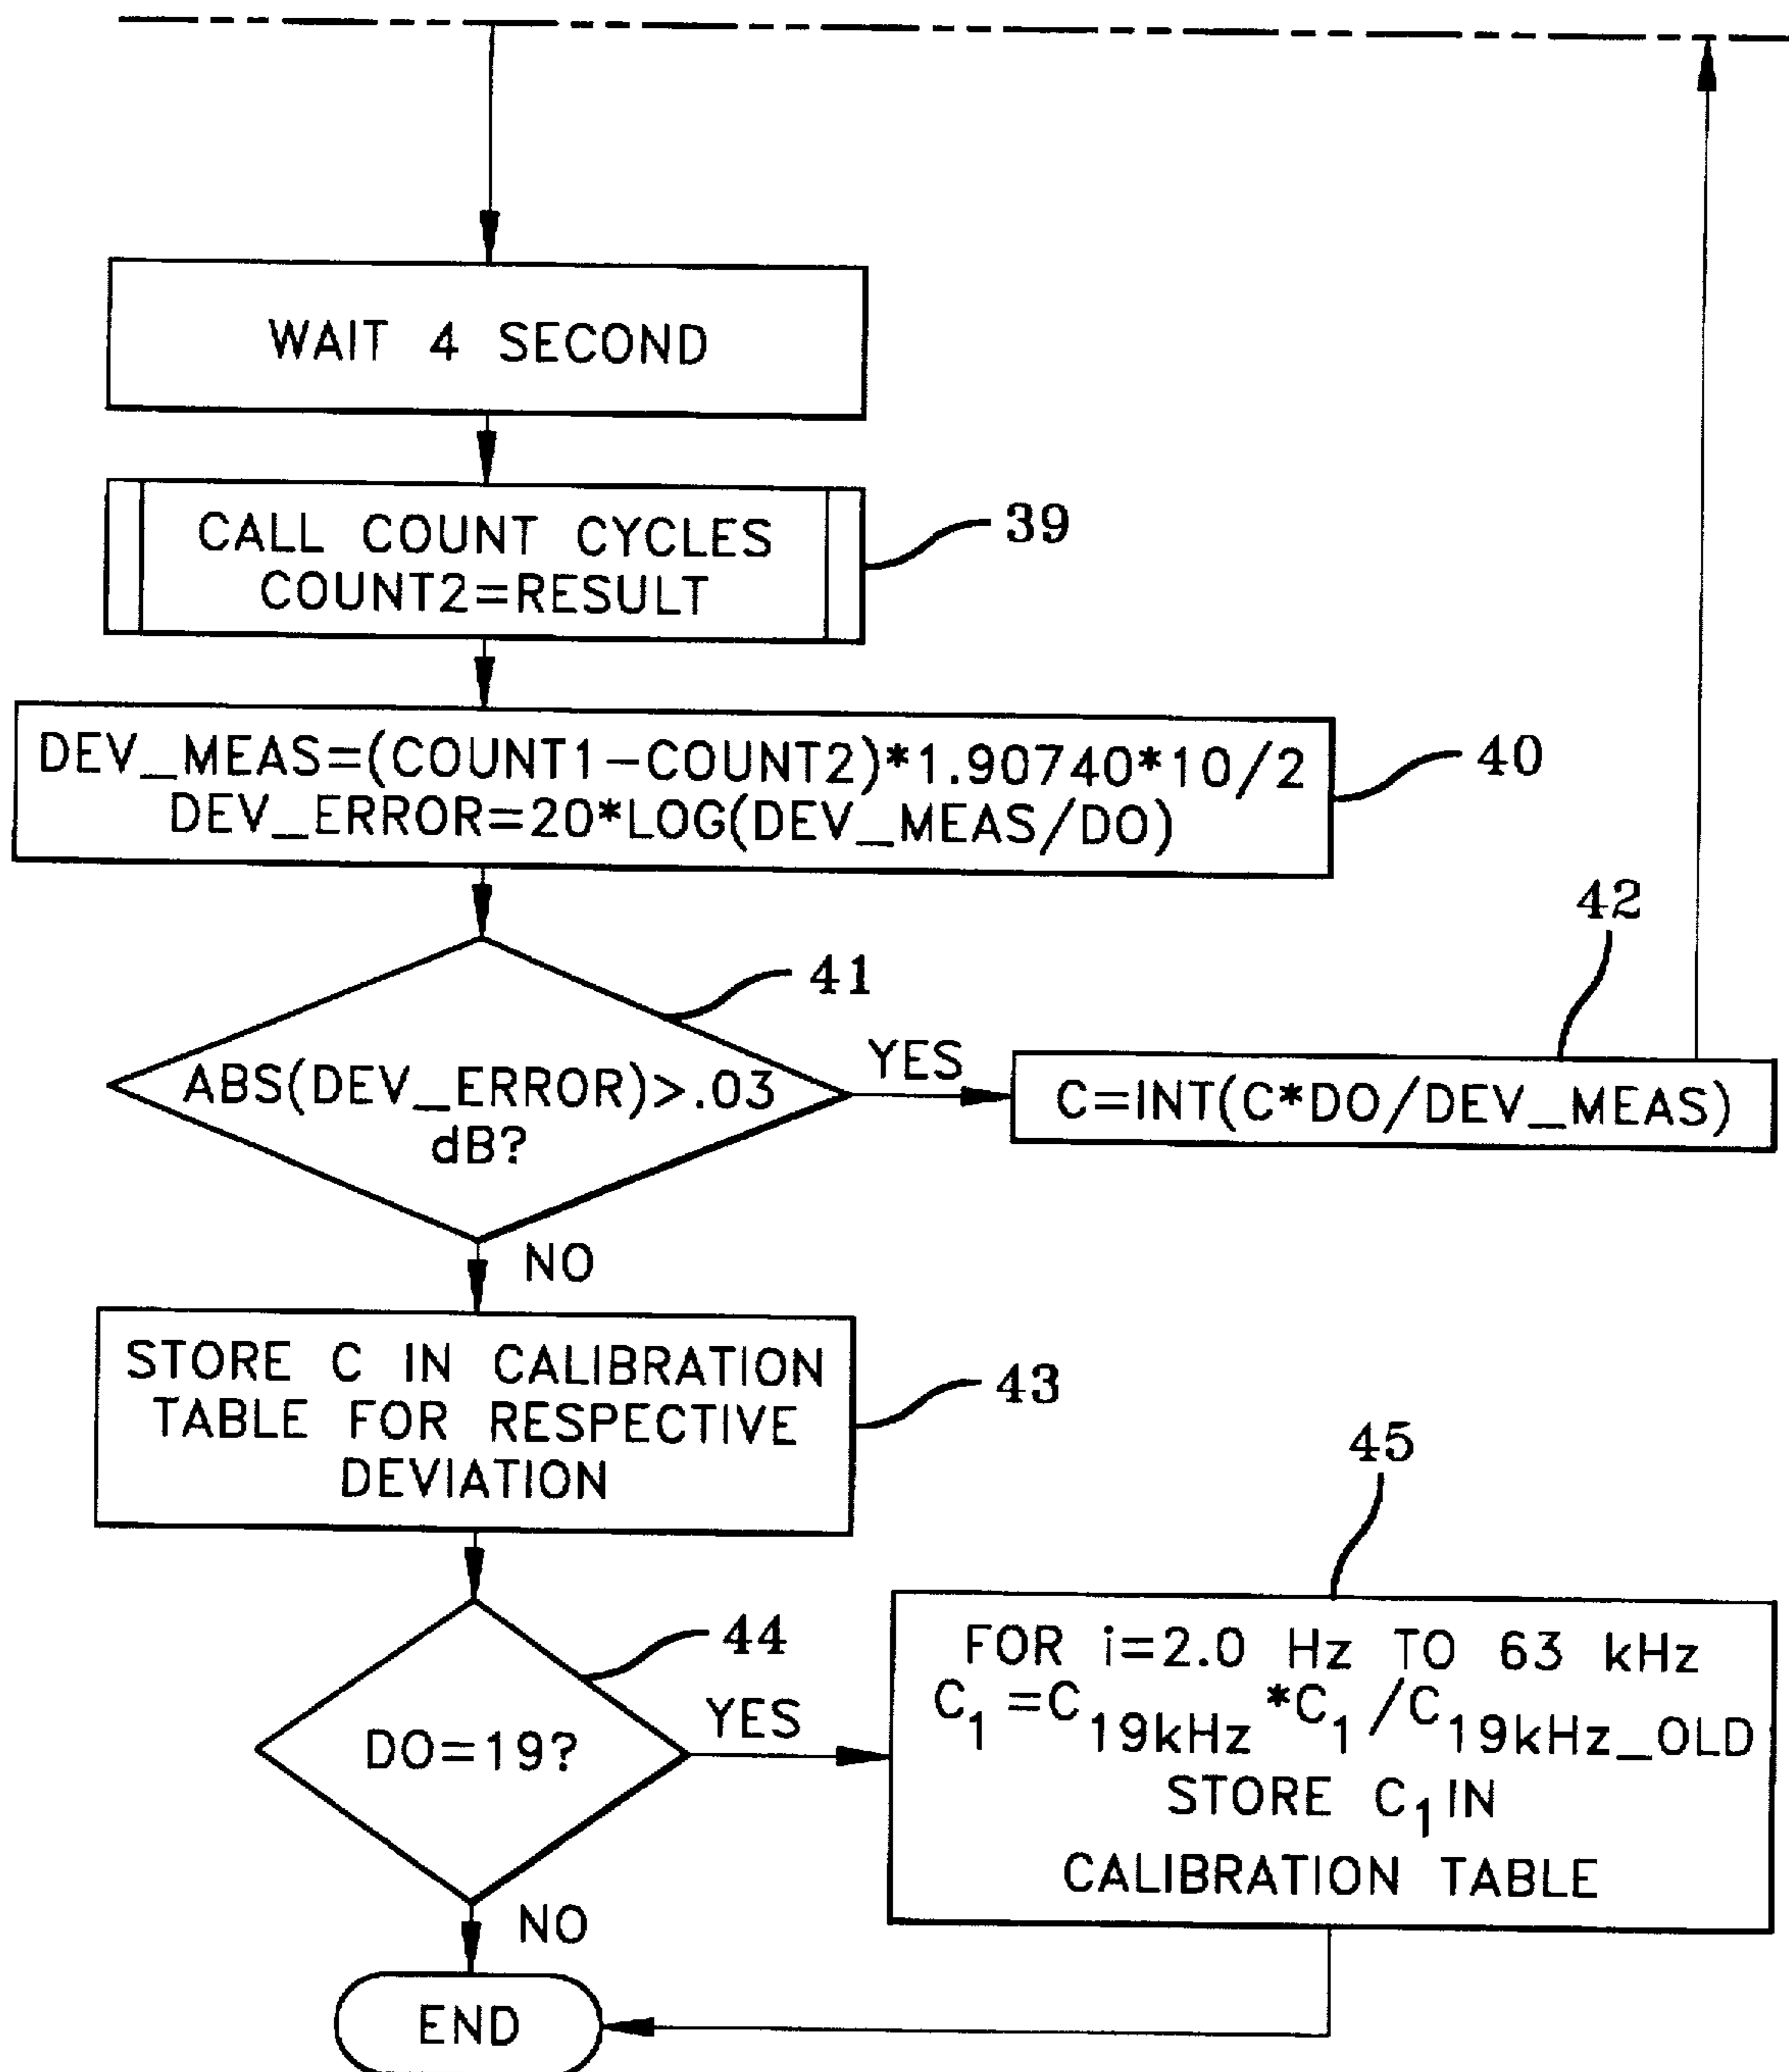 WAIT 4 SECOND
CALL COUNT CYCLES
COUNT2=RESULT
39
DEV_MEAS=(COUNT1-COUNT2)*1.90740*10/2
DEV_ERROR=20*LOG(DEV_MEAS/DO)
40
41
ABS(DEV_ERROR)>.03
dB?
YES
42
C=INT(C*DO/DEV_MEAS)
NO
STORE C IN CALIBRATION
TABLE FOR RESPECTIVE
DEVIATION
43
44
DO=19?
YES
45
FOR i=2.0 Hz TO 63 kHz
C1=C19kHz*C1/C19kHz_OLD
STORE C1 IN
CALIBRATION TABLE
NO
END